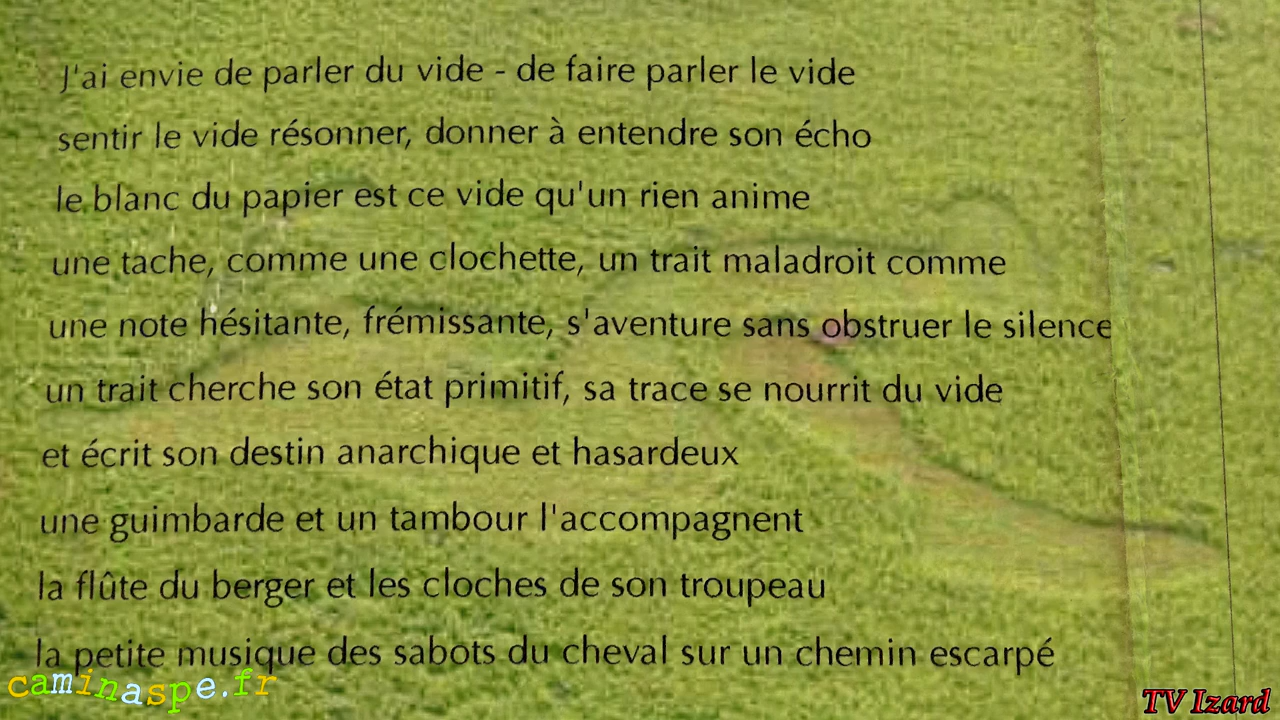 J'ai envie de parler du vide - de faire parler le vide
sentir le vide résonner, donner à entendre son écho
le blanc du papier est ce vide qu'un rien anime
une tache, comme une clochette, un trait maladroit comme
une note hésitante, frémissante, s'aventure sans obstruer le silence
un trait cherche son état primitif, sa trace se nourrit du vide
et écrit son destin anarchique et hasardeux
une guimbarde et un tambour l'accompagnent
la flûte du berger et les cloches de son troupeau
la petite musique des sabots du cheval sur un chemin escarpé
caminaspe.fr
TV Izard